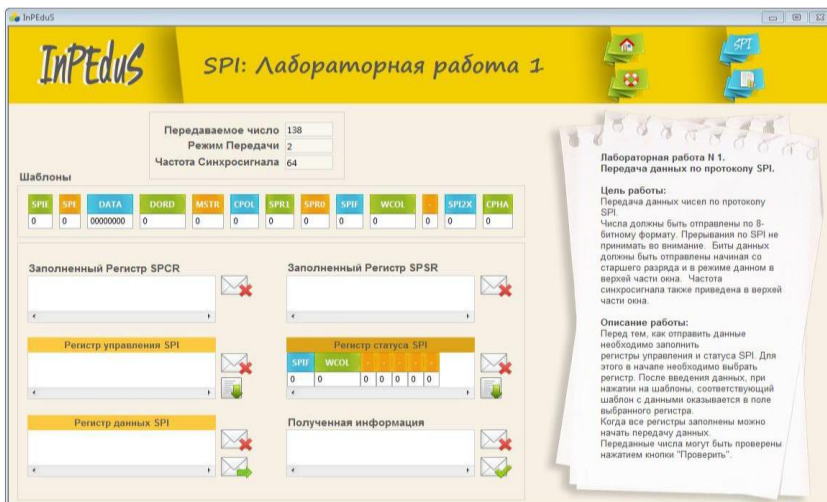 InPEduS
InPEduS
SPI: Лабораторная работа 1
SPI
Передаваемое число 138
Режим Передачи 2
Частота Синхросигнала 64
Шаблоны
SPIE SPE DATA DORD MSTR CPOL SPR1 SPR0 SPIF WCOL - SPI2X CPHA
0 0 00000000 0 0 0 0 0 0 0 0 0 0
Заполненный Регистр SPCR
Заполненный Регистр SPSR
Регистр управления SPI
Регистр статуса SPI
SPIF WCOL - - - - -
0 0 0 0 0 0 0
Регистр данных SPI
Полученная информация
Лабораторная работа N 1.
Передача данных по протоколу SPI.
Цель работы:
Передача данных чисел по протоколу
SPI.
Числа должны быть отправлены по 8-
битному формату. Прерывания по SPI не
принимать во внимание. Биты данных
должны быть отправлены начиная со
старшего разряда и в режиме данном в
верхей части окна. Частота
синхросигнала также приведена в верхей
части окна.
Описание работы:
Перед тем, как отправить данные
необходимо заполнить
регистры управления и статуса SPI. Для
этого в начале необходимо выбрать
регистр. После введения данных, при
нажатии на шаблоны, соответствующий
шаблон с данными оказывается в поле
выбранного регистра.
Когда все регистры заполнены можно
начать передачу данных.
Переданные числа могут быть проверены
нажатием кнопки "Проверить".